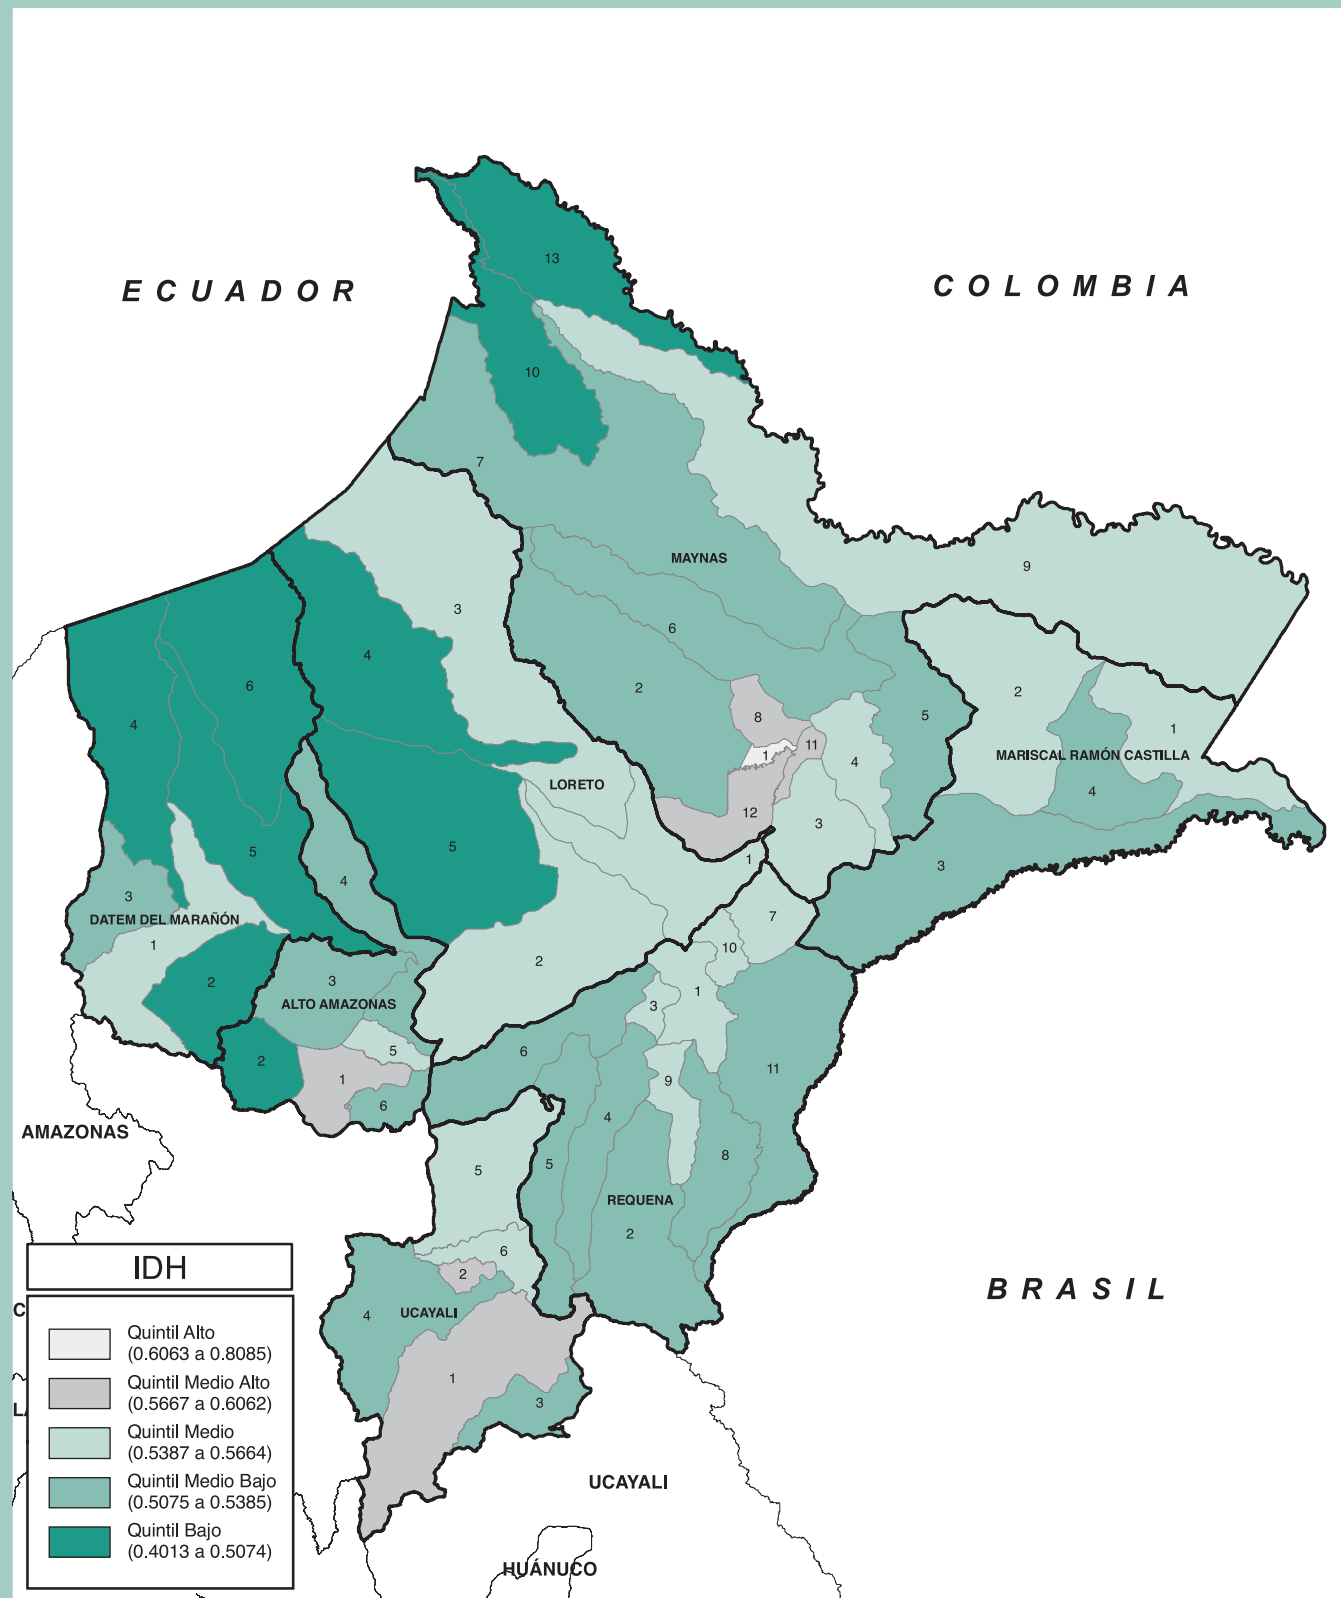 ECUADOR
COLOMBIA
13
10
7
MAYNAS
9
3
6
4
2
6
2
4
8
5
1
11
1
MARISCAL RAMÓN CASTILLA
4
LORETO
4
12
3
5
5
4
1
3
3
7
DATEM DEL MARAÑÓN
1
10
2
3
2
1
ALTO AMAZONAS
3
5
6
2
1
11
9
6
4
AMAZONAS
8
5
5
REQUENA
2
6
2
BRASIL
4
UCAYALI
1
3
UCAYALI
HUÁNUCO
IDH
C
L
Quintil Alto
(0.6063 a 0.8085)
Quintil Medio Alto
(0.5667 a 0.6062)
Quintil Medio
(0.5387 a 0.5664)
Quintil Medio Bajo
(0.5075 a 0.5385)
Quintil Bajo
(0.4013 a 0.5074)